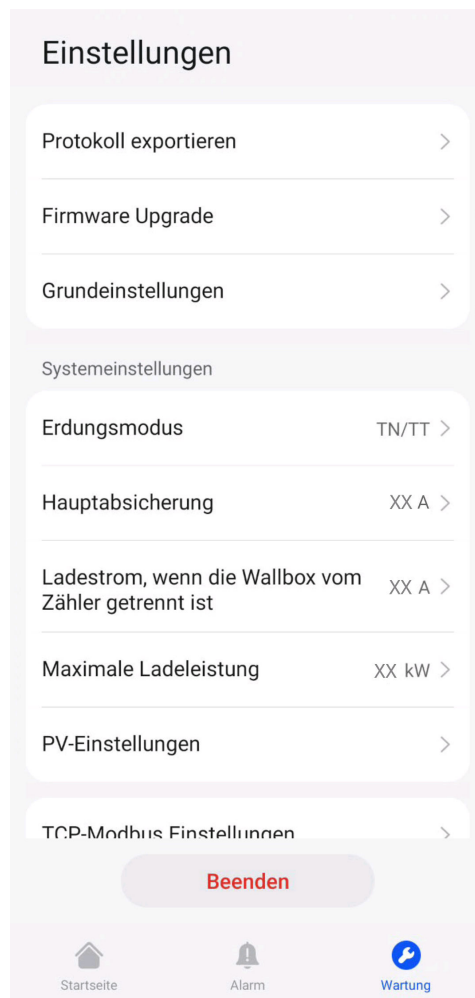 Einstellungen
Protokoll exportieren
Firmware Upgrade
Grundeinstellungen
Systemeinstellungen
Erdungsmodus TN/TT
Hauptabsicherung XX A
Ladestrom, wenn die Wallbox vom
Zähler getrennt ist XX A
Maximale Ladeleistung XX kW
PV-Einstellungen
TCP-Modbus Einstellungen
Beenden
Startseite Alarm Wartung